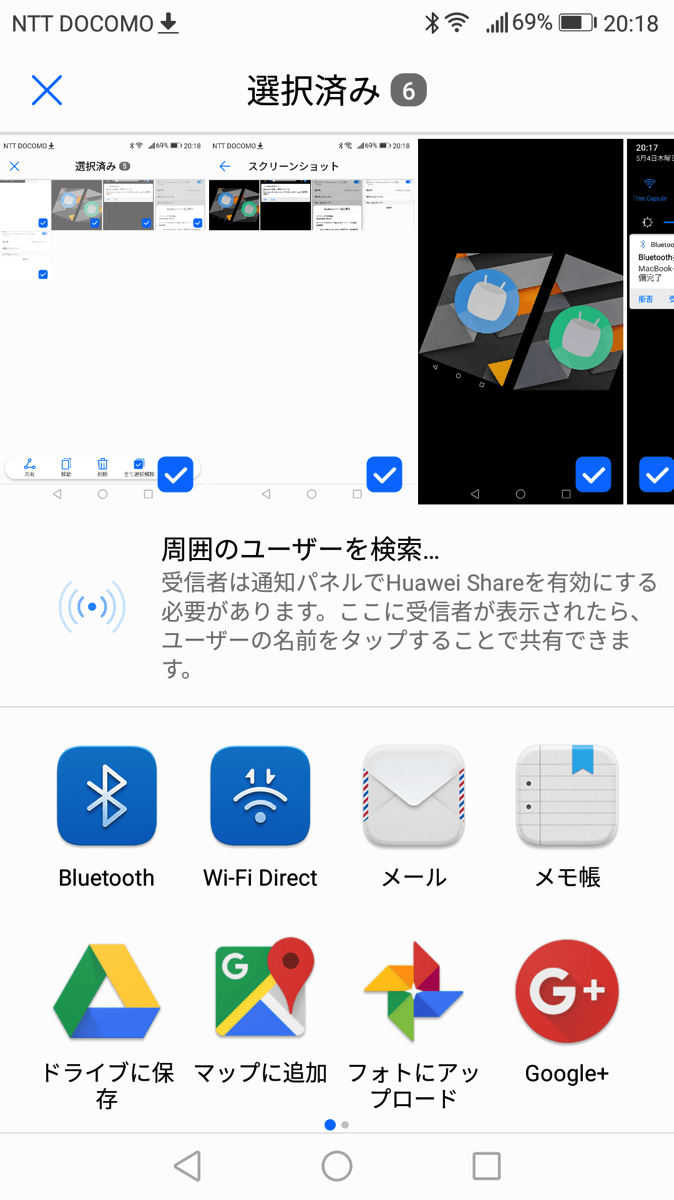 NTT DOCOMO 69% 20:18
選択済み 6
NTT DOCOMO 69% 20:18
選択済み 5
共有 移動 削除 全て選択解除
NTT DOCOMO 69% 20:18
スクリーンショット
20:17
5月4日木曜日
Time Capsule
Bluetoo
Bluetooth
MacBook-
備完了
拒否
周囲のユーザーを検索...
受信者は通知パネルでHuawei Shareを有効にする
必要があります。ここに受信者が表示されたら、
ユーザーの名前をタップすることで共有できま
す。
Bluetooth Wi-Fi Direct メール メモ帳
ドライブに保存 マップに追加 フォトにアップロード Google+